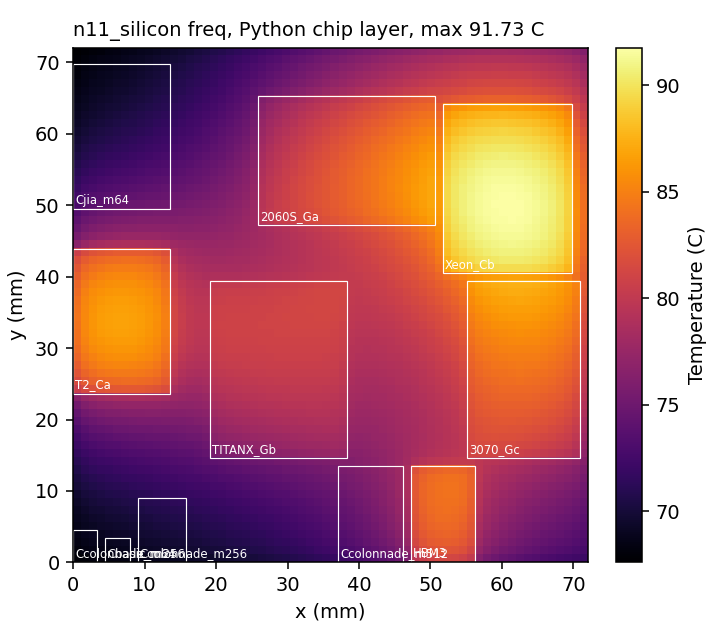 n11_silicon freq, Python chip layer, max 91.73 C
70
60
50
40
30
20
10
0
y (mm)
Cjia_m64
2060S_Ga
Xeon_Cb
T2_Ca
TITANX_Gb
3070_Gc
Ccolonnade_m256
Ccolonnade_m512
HBM3
0
10
20
30
40
50
60
70
x (mm)
90
85
80
75
70
Temperature (C)